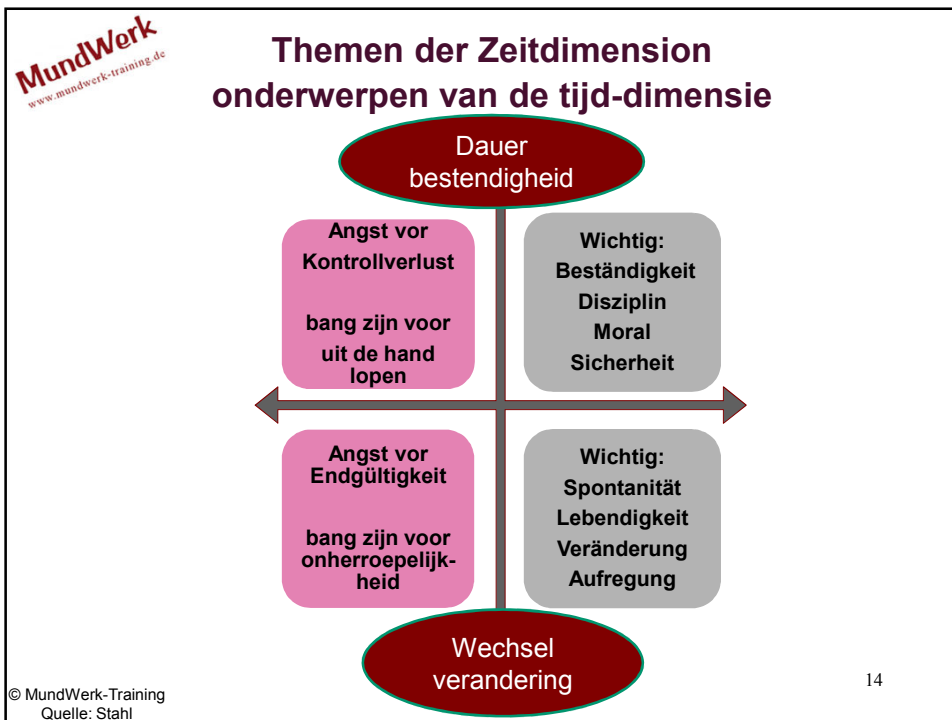 MundWerk
www.mundwerk-training.de
Themen der Zeitdimension
onderwerpen van de tijd-dimensie
Dauer
bestendigheid
Angst vor
Kontrollverlust
bang zijn voor
uit de hand
lopen
Wichtig:
Beständigkeit
Disziplin
Moral
Sicherheit
Angst vor
Endgültigkeit
bang zijn voor
onherroepelijk-
heid
Wichtig:
Spontanität
Lebendigkeit
Veränderung
Aufregung
Wechsel
verandering
© MundWerk-Training
Quelle: Stahl
14